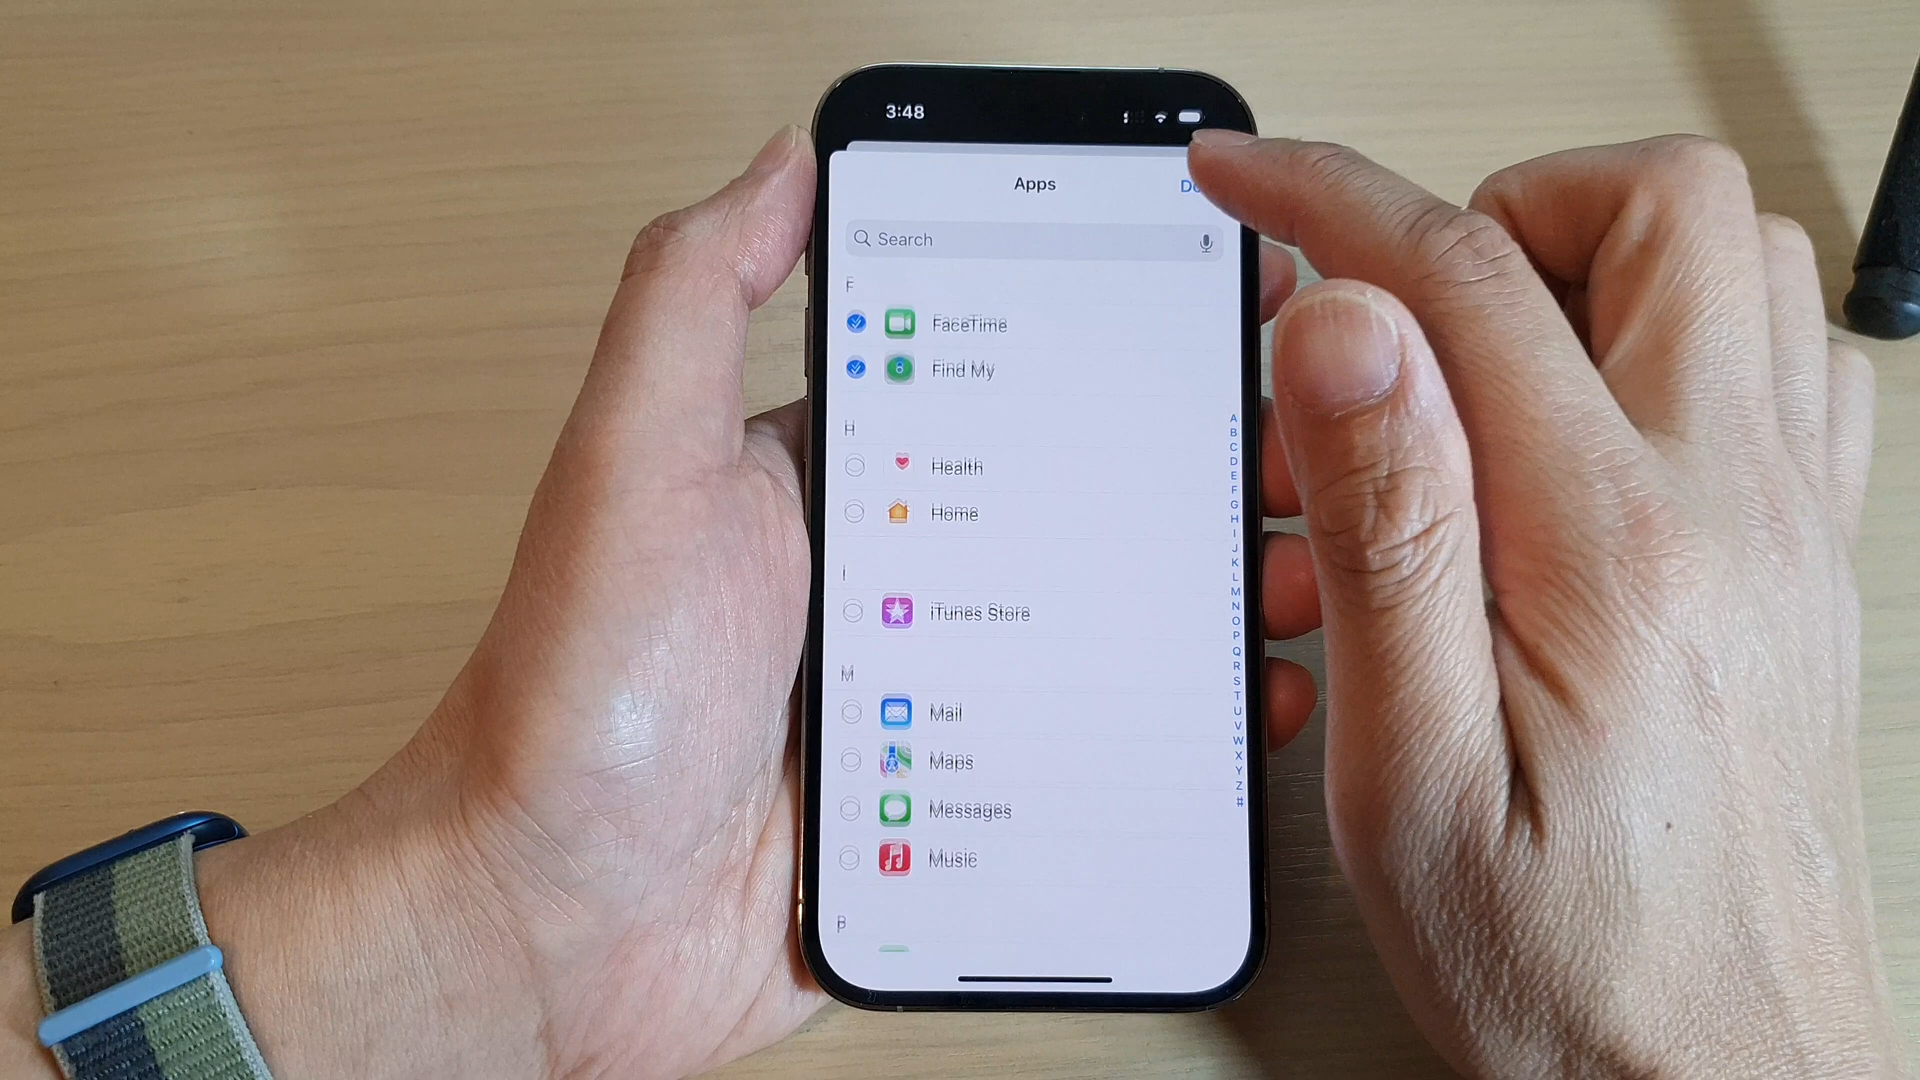 3:48
Apps
Search
F
FaceTime
Find My
H
Health
Home
I
iTunes Store
M
Mail
Maps
Messages
Music
P
A
B
C
D
E
F
G
H
I
J
K
L
M
N
O
P
Q
R
S
T
U
V
W
X
Y
Z
#